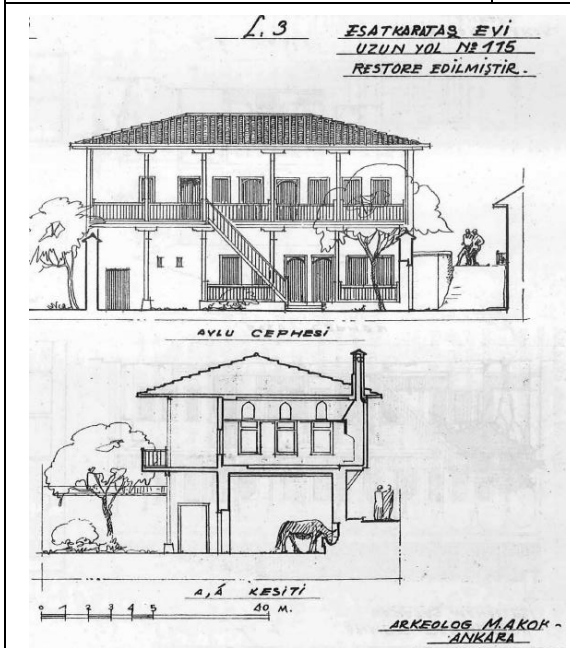 L.3
ESATKARATAŞ EVİ
UZUN YOL Nº 115
RESTORE EDİLMİŞTİR.
AVLU CEPHESİ
A,Á KESİTİ
0 1 2 3 4 5 10 M.
ARKEOLOG M.AKOK-
ANKARA